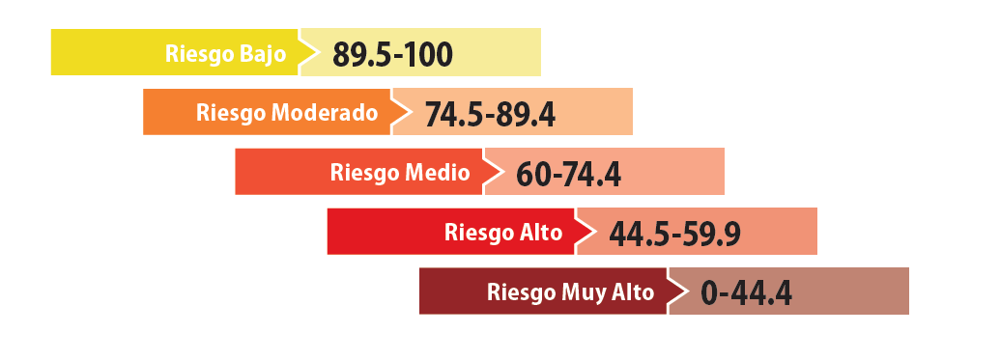 Riesgo Bajo 89.5-100
Riesgo Moderado 74.5-89.4
Riesgo Medio 60-74.4
Riesgo Alto 44.5-59.9
Riesgo Muy Alto 0-44.4